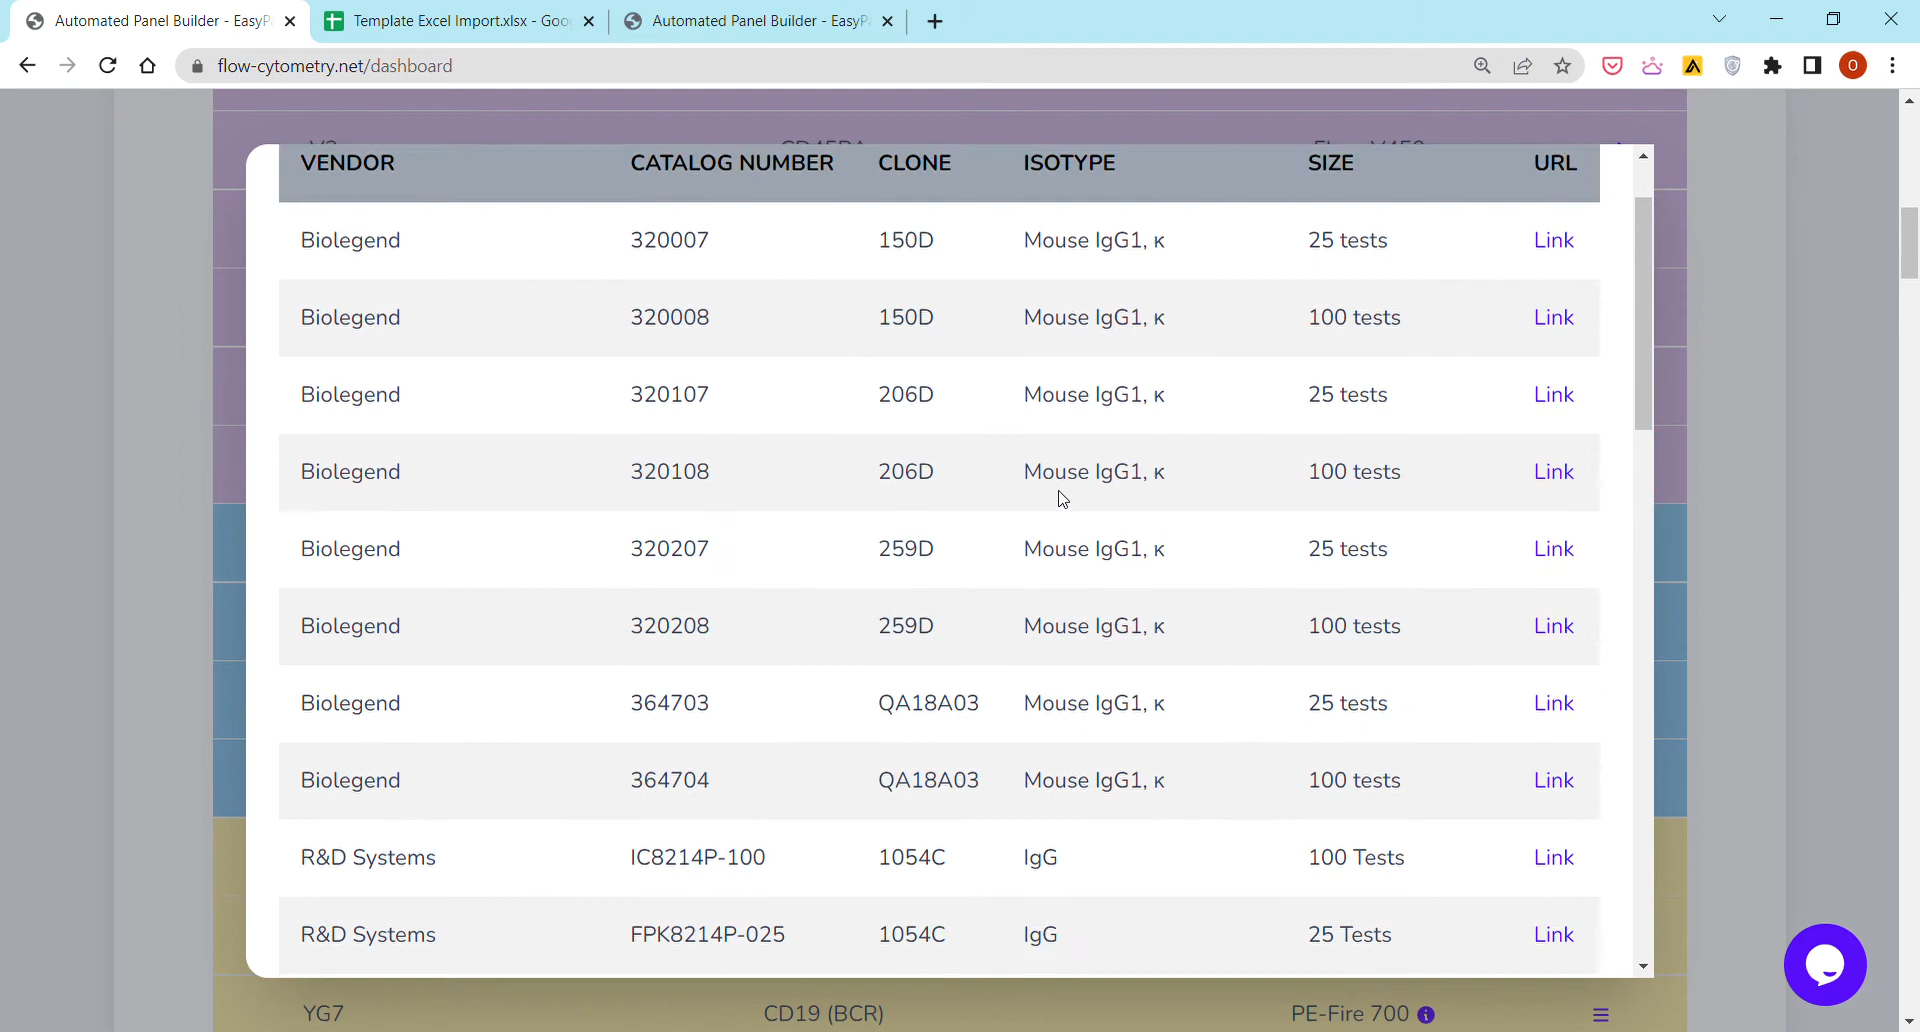 Automated Panel Builder - EasyP
Template Excel Import.xlsx - Goo
Automated Panel Builder - EasyP
flow-cytometry.net/dashboard
O
VENDOR CATALOG NUMBER CLONE ISOTYPE SIZE URL
Biolegend 320007 150D Mouse IgG1, κ 25 tests Link
Biolegend 320008 150D Mouse IgG1, κ 100 tests Link
Biolegend 320107 206D Mouse IgG1, κ 25 tests Link
Biolegend 320108 206D Mouse IgG1, κ 100 tests Link
Biolegend 320207 259D Mouse IgG1, κ 25 tests Link
Biolegend 320208 259D Mouse IgG1, κ 100 tests Link
Biolegend 364703 QA18A03 Mouse IgG1, κ 25 tests Link
Biolegend 364704 QA18A03 Mouse IgG1, κ 100 tests Link
R&D Systems IC8214P-100 1054C IgG 100 Tests Link
R&D Systems FPK8214P-025 1054C IgG 25 Tests Link
YG7 CD19 (BCR) PE-Fire 700